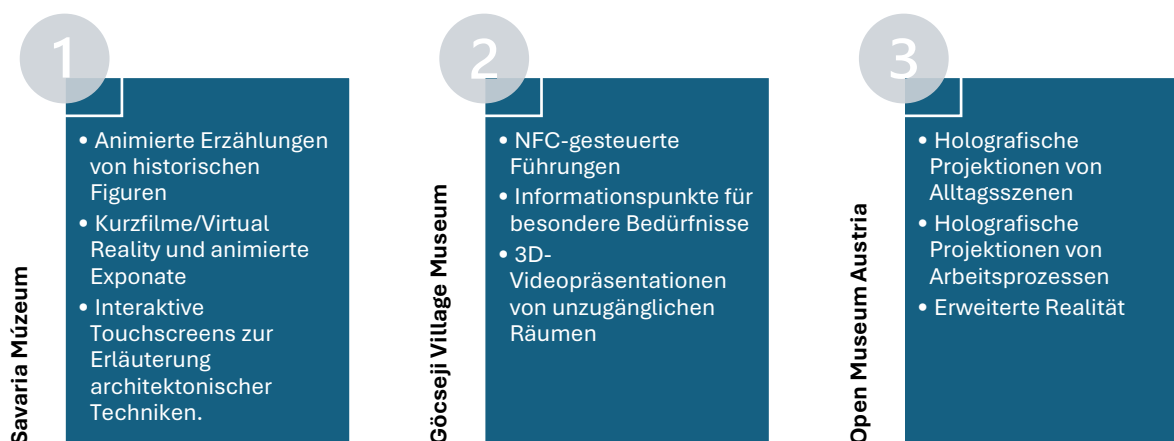 1
Savaria Múzeum
• Animierte Erzählungen
von historischen
Figuren
• Kurzfilme/Virtual
Reality und animierte
Exponate
• Interaktive
Touchscreens zur
Erläuterung
architektonischer
Techniken.
2
Göcseji Village Museum
• NFC-gesteuerte
Führungen
• Informationspunkte für
besondere Bedürfnisse
• 3D-
Videopräsentationen
von unzugänglichen
Räumen
3
Open Museum Austria
• Holografische
Projektionen von
Alltagsszenen
• Holografische
Projektionen von
Arbeitsprozessen
• Erweiterte Realität